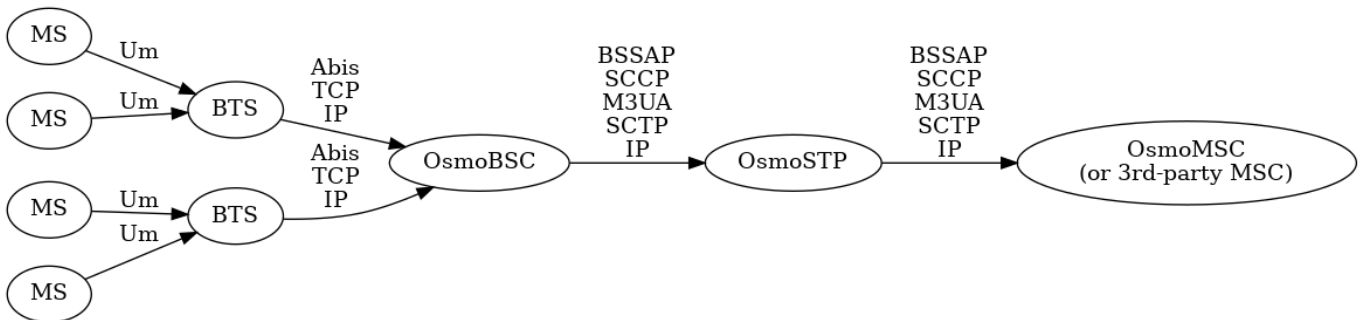 MS
Um
MS
Um
BTS
Abis
TCP
IP
MS
Um
MS
Um
BTS
Abis
TCP
IP
OsmoBSC
BSSAP
SCCP
M3UA
SCTP
IP
OsmoSTP
BSSAP
SCCP
M3UA
SCTP
IP
OsmoMSC
(or 3rd-party MSC)